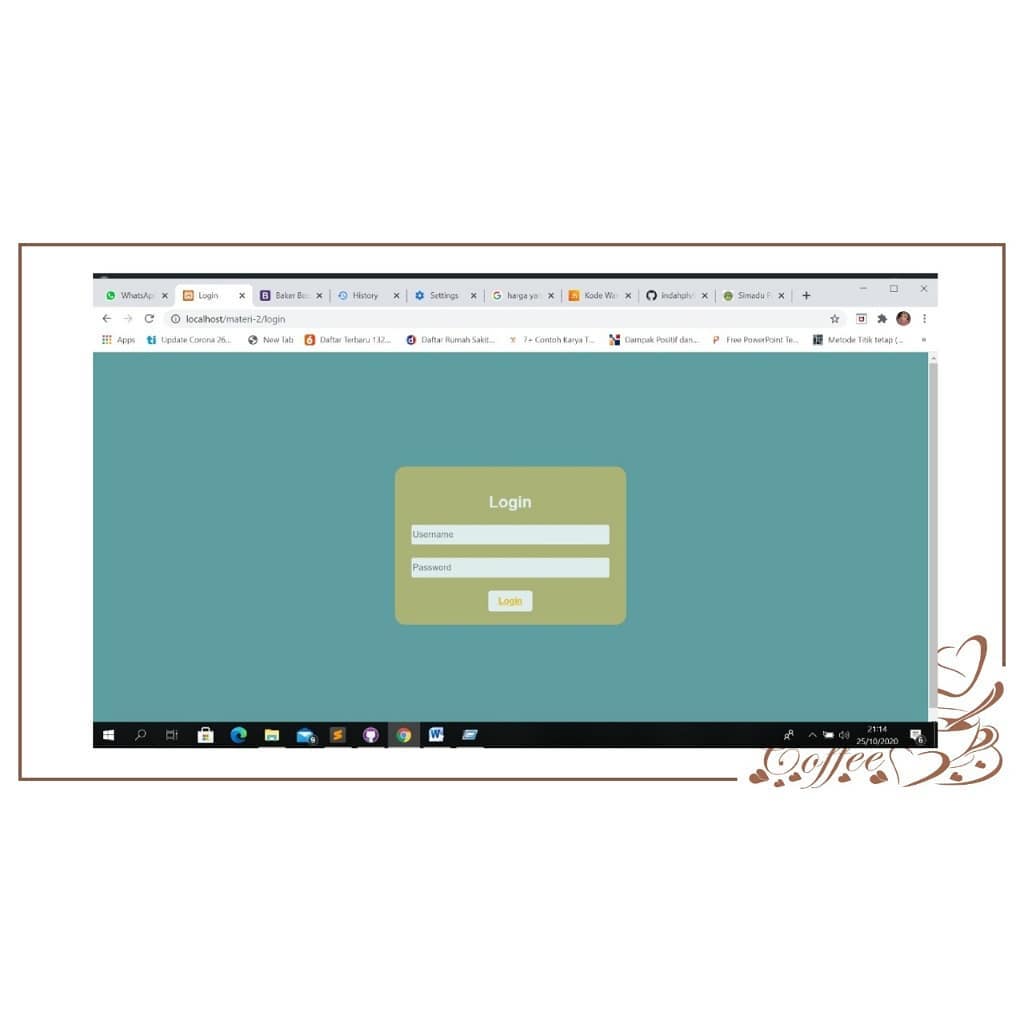 WhatsAp
Login
Baker Bo
History
Settings
harga ya
Kode Wa
indahph
Simadu F
localhost/materi-2/login
Apps
Update Corona 26...
New Tab
Daftar Terbaru 132...
Daftar Rumah Sakit...
7+ Contoh Karya T...
Dampak Positif dan...
Free PowerPoint Te...
Metode Titik tetap (...
Login
Username
Password
Login
21:14
25/10/2020
Coffee